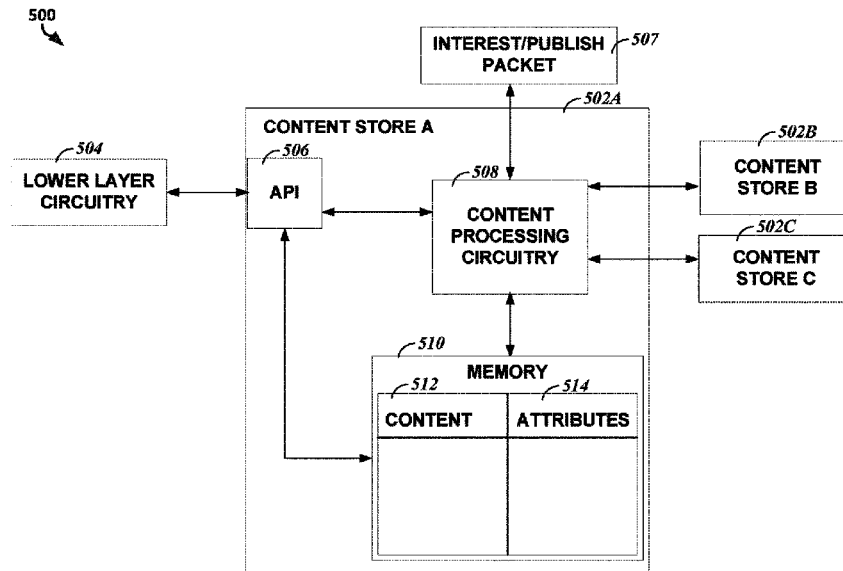 500
INTEREST/PUBLISH
PACKET
507
502A
CONTENT STORE A
504
LOWER LAYER
CIRCUITRY
506
API
508
CONTENT
PROCESSING
CIRCUITRY
502B
CONTENT
STORE B
502C
CONTENT
STORE C
510
MEMORY
512
CONTENT
514
ATTRIBUTES